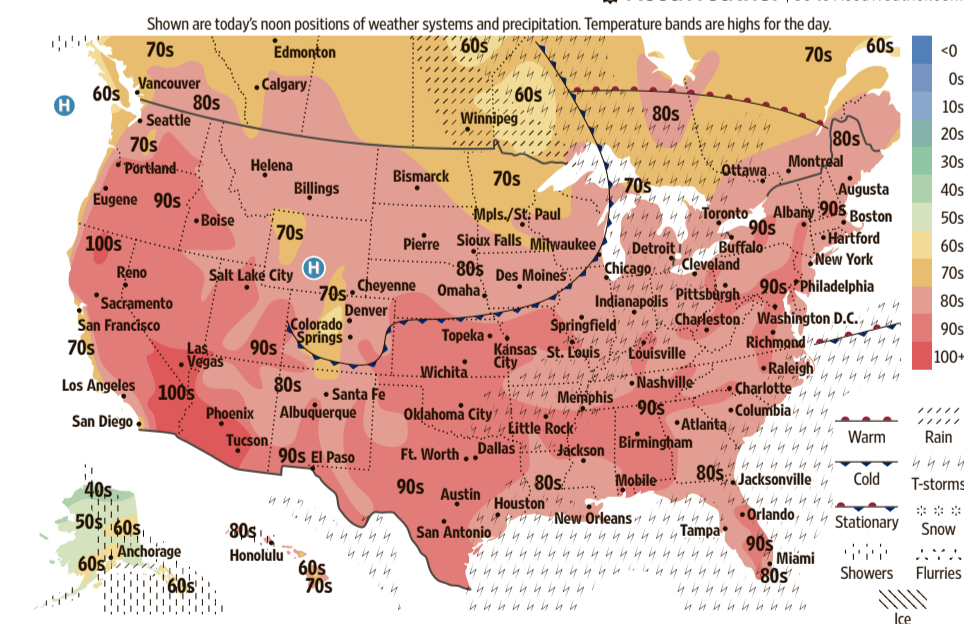 Shown are today's noon positions of weather systems and precipitation. Temperature bands are highs for the day.
70s
Edmonton
60s
70s
60s
<0
0s
10s
20s
30s
40s
50s
60s
70s
80s
90s
100+
H
60s
Vancouver
Calgary
80s
60s
80s
Seattle
Winnipeg
80s
70s
Portland
Helena
Bismarck
70s
70s
Ottawa
Montreal
Augusta
Eugene
90s
Billings
Boise
Mpls./St. Paul
Toronto
Albany
90s
Boston
70s
100s
Pierre
Sioux Falls
Milwaukee
Detroit
Buffalo
90s
Hartford
Reno
Salt Lake City
H
80s
Des Moines
Chicago
Cleveland
New York
Sacramento
70s
Cheyenne
Omaha
Indianapolis
Pittsburgh
90s
Philadelphia
San Francisco
Denver
Colorado
Springs
Topeka
Springfield
Charleston
Washington D.C.
70s
Las
Vegas
90s
Kansas
City
St. Louis
Louisville
Richmond
Wichita
Raleigh
Los Angeles
100s
80s
Santa Fe
Nashville
Charlotte
San Diego
Phoenix
Albuquerque
Oklahoma City
Memphis
90s
Columbia
Little Rock
Atlanta
Tucson
Birmingham
90s
El Paso
Ft. Worth
Dallas
Jackson
90s
Austin
80s
Mobile
80s
Jacksonville
Houston
New Orleans
San Antonio
Orlando
Tampa
90s
Miami
80s
40s
50s
60s
Anchorage
60s
60s
80s
Honolulu
60s
70s
Warm
Rain
Cold
T-storms
Stationary
Snow
Showers
Flurries
Ice